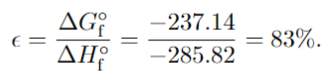 ϵ = ΔG°f / ΔH°f = −237.14 / −285.82 = 83%.